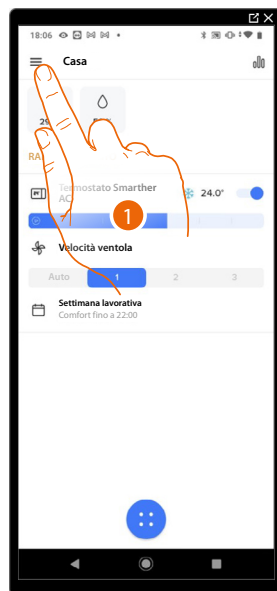 18:06
Casa
29
RA
Termostato Smarther
AC
24.0°
1
Velocità ventola
Auto 1 2 3
Settimana lavorativa
Comfort fino a 22:00